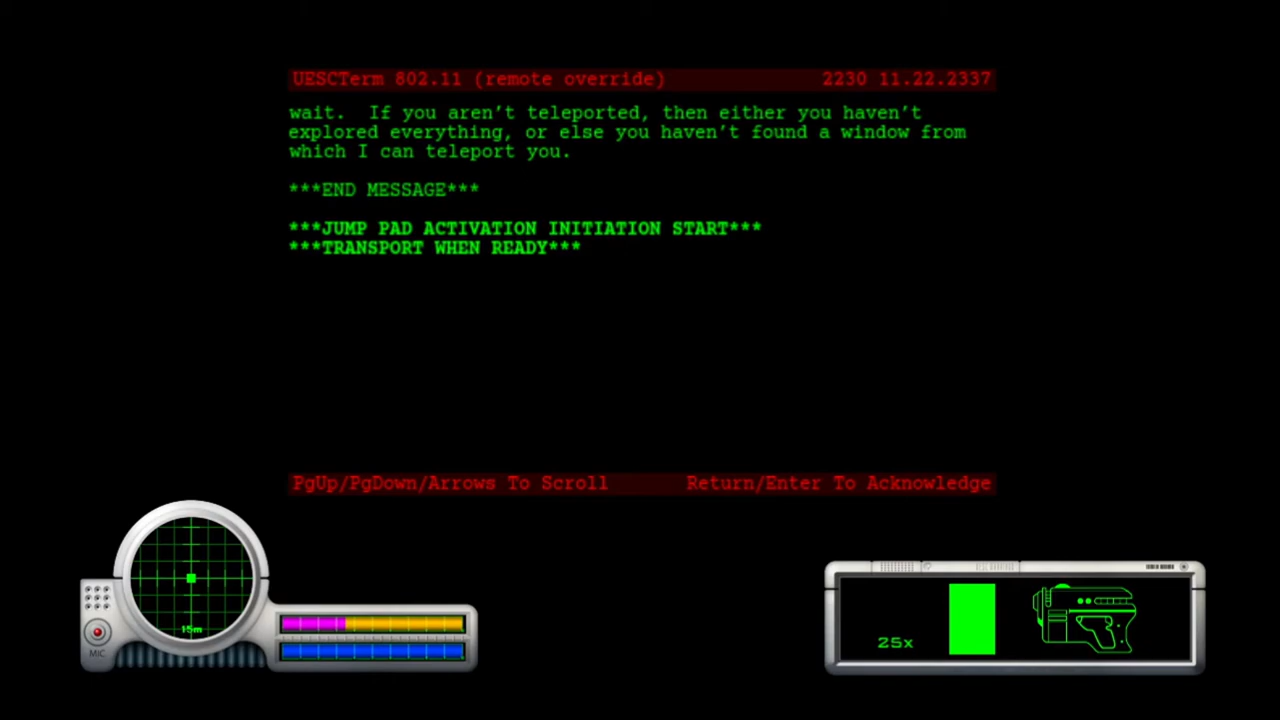 UESCTerm 802.11 (remote override) 2230 11.22.2337
wait.  If you aren't teleported, then either you haven't
explored everything, or else you haven't found a window from
which I can teleport you.
***END MESSAGE***
***JUMP PAD ACTIVATION INITIATION START***
***TRANSPORT WHEN READY***
PgUp/PgDown/Arrows To Scroll Return/Enter To Acknowledge
15m
MIC
25x